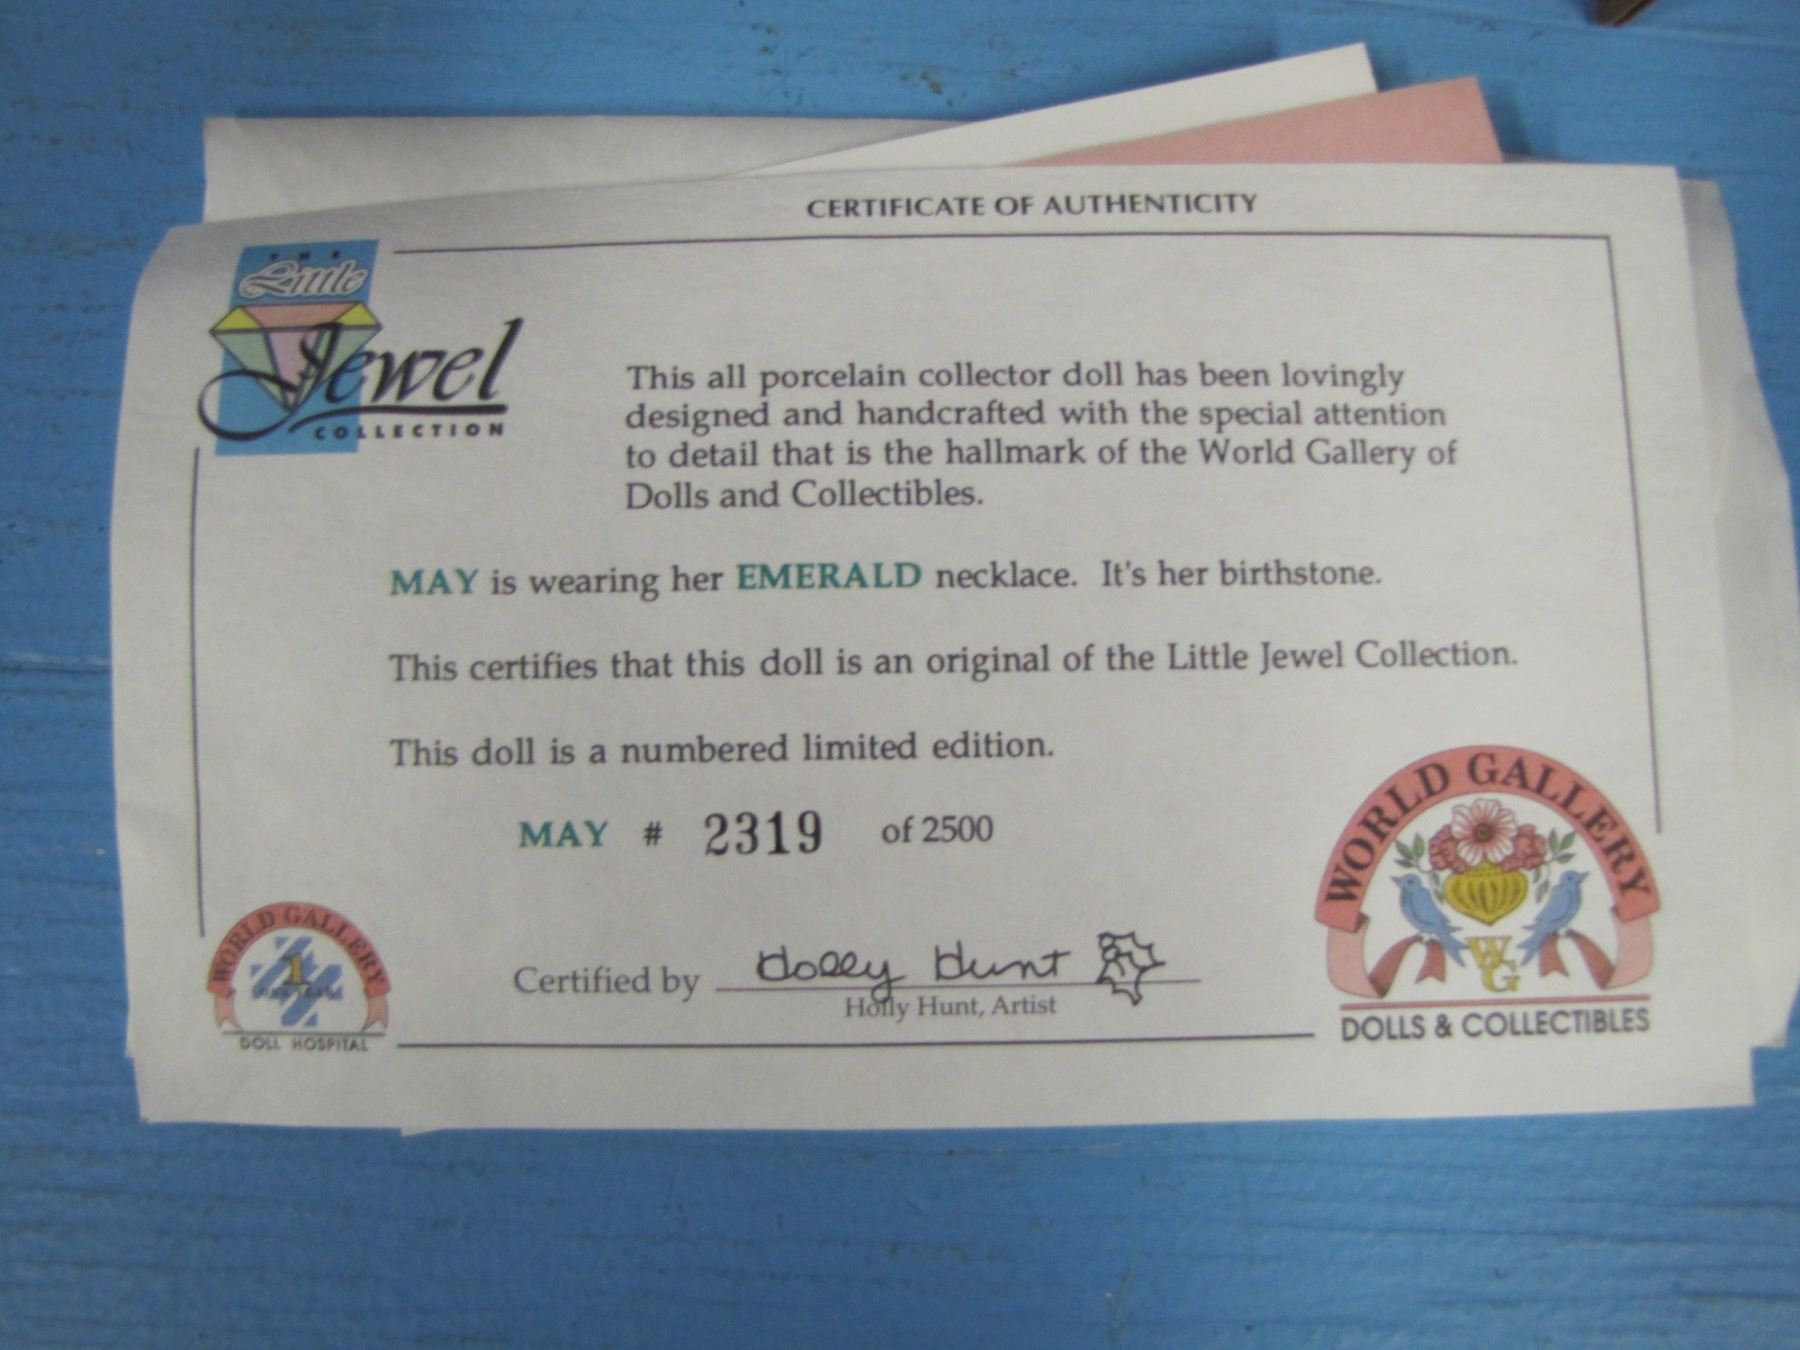 CERTIFICATE OF AUTHENTICITY
THE
Little
Jewel
COLLECTION
This all porcelain collector doll has been lovingly
designed and handcrafted with the special attention
to detail that is the hallmark of the World Gallery of
Dolls and Collectibles.
MAY is wearing her EMERALD necklace. It's her birthstone.
This certifies that this doll is an original of the Little Jewel Collection.
This doll is a numbered limited edition.
MAY # 2319 of 2500
Certified by Holly Hunt
Holly Hunt, Artist
WORLD GALLERY
1
DOLL HOSPITAL
WORLD GALLERY
WG
DOLLS & COLLECTIBLES